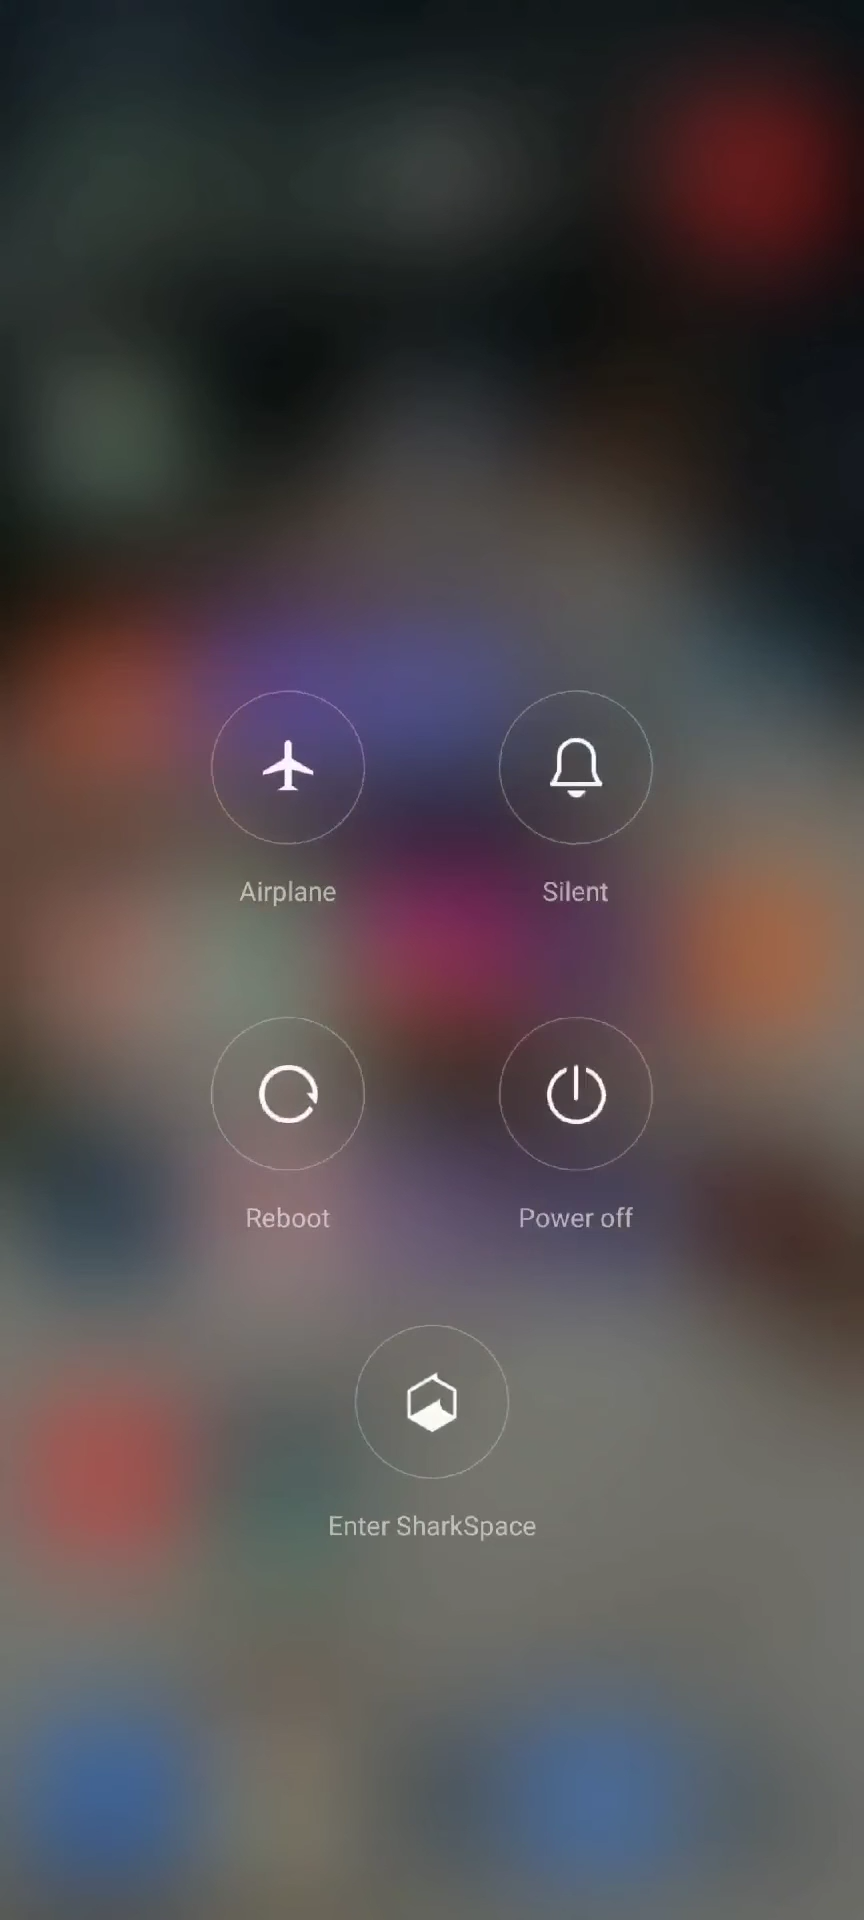 Airplane
Silent
Reboot
Power off
Enter SharkSpace